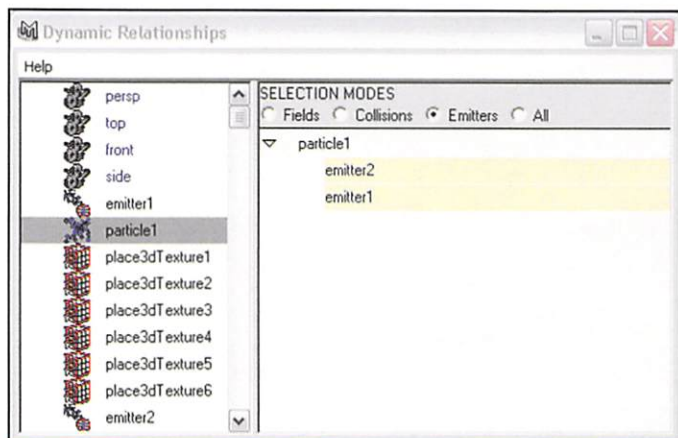 Dynamic Relationships
Help
persp
top
front
side
emitter1
particle1
place3dTexture1
place3dTexture2
place3dTexture3
place3dTexture4
place3dTexture5
place3dTexture6
emitter2
SELECTION MODES
Fields Collisions Emitters All
particle1
emitter2
emitter1